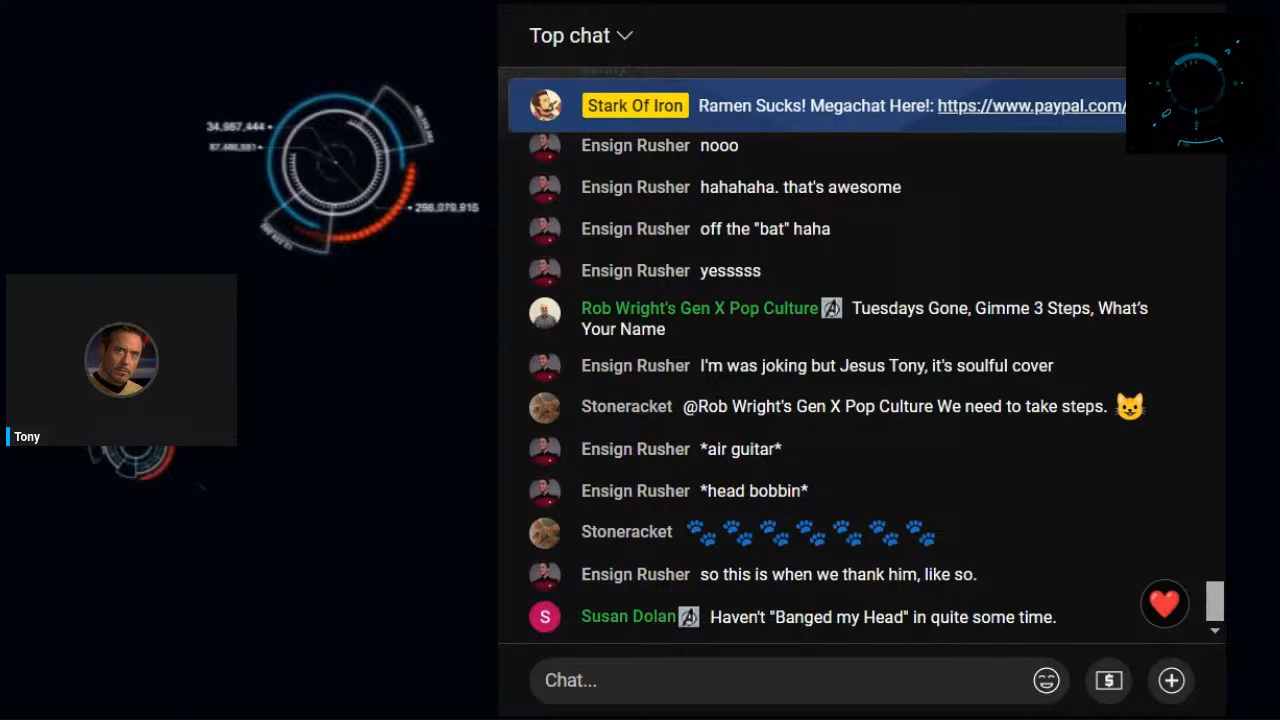 Top chat
Stark Of Iron Ramen Sucks! Megachat Here!: https://www.paypal.com/
Ensign Rusher nooo
Ensign Rusher hahahaha. that's awesome
Ensign Rusher off the "bat" haha
Ensign Rusher yesssss
Rob Wright's Gen X Pop Culture Tuesdays Gone, Gimme 3 Steps, What's
Your Name
Ensign Rusher I'm was joking but Jesus Tony, it's soulful cover
Stoneracket @Rob Wright's Gen X Pop Culture We need to take steps. 😺
Ensign Rusher *air guitar*
Ensign Rusher *head bobbin*
Stoneracket 🐾 🐾 🐾 🐾 🐾 🐾 🐾
Ensign Rusher so this is when we thank him, like so.
S Susan Dolan Haven't "Banged my Head" in quite some time.
Chat...
34,967,444
Tony